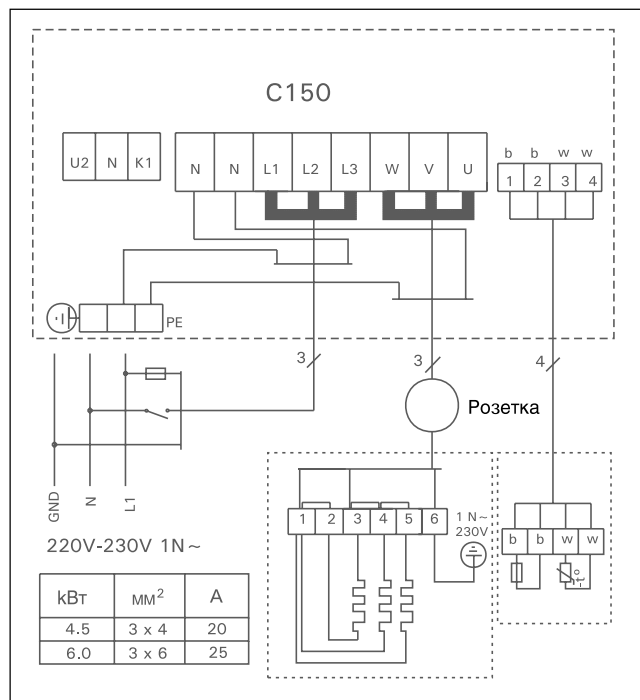 C150
U2 N K1
N N L1 L2 L3 W V U
b b w w
1 2 3 4
PE
3 3 4
Розетка
GND N L1
220V-230V 1N~
1 2 3 4 5 6
1 N~
230V
b b w w
-t°
кВт мм² A
4.5 3 x 4 20
6.0 3 x 6 25